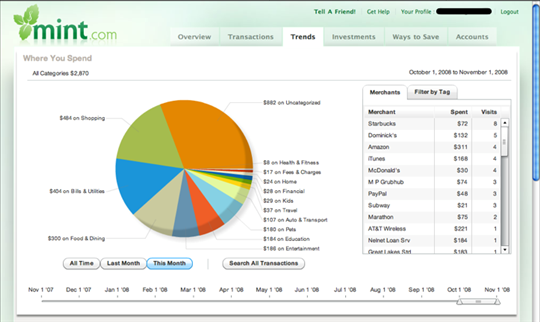 Tell A Friend! Get Help Your Profile Logout
mint.com
Overview Transactions Trends Investments Ways to Save Accounts
Where You Spend
All Categories $2,870
October 1, 2008 to November 1, 2008
$882 on Uncategorized
$484 on Shopping
$404 on Bills & Utilities
$300 on Food & Dining
$8 on Health & Fitness
$17 on Fees & Charges
$24 on Home
$28 on Financial
$29 on Kids
$37 on Travel
$107 on Auto & Transport
$180 on Pets
$184 on Education
$186 on Entertainment
Merchants Filter by Tag
Merchant Spent Visits
Starbucks $72 8
Dominick's $132 5
Amazon $311 4
iTunes $168 4
McDonald's $30 4
M P Grubhub $74 3
PayPal $48 3
Subway $21 3
Marathon $75 2
AT&T Wireless $221 1
Nelnet Loan Srv $184 1
Great Lakes Std $183 1
All Time Last Month This Month Search All Transactions
Nov 1 '07 Dec 1 '07 Jan 1 '08 Feb 1 '08 Mar 1 '08 Apr 1 '08 May 1 '08 Jun 1 '08 Jul 1 '08 Aug 1 '08 Sep 1 '08 Oct 1 '08 Nov 1 '08